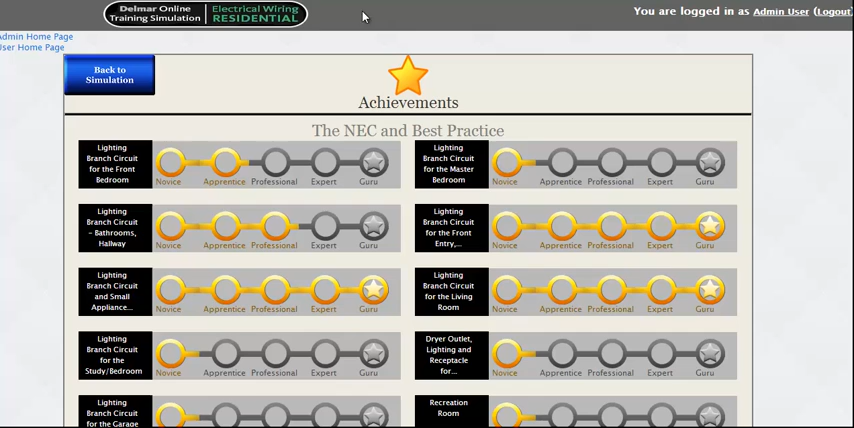 Delmar Online
Training Simulation
Electrical Wiring
RESIDENTIAL
You are logged in as Admin User (Logout)
Admin Home Page
User Home Page
Back to
Simulation
Achievements
The NEC and Best Practice
Lighting
Branch Circuit
for the Front
Bedroom
Novice Apprentice Professional Expert Guru
Lighting
Branch Circuit
for the Master
Bedroom
Novice Apprentice Professional Expert Guru
Lighting
Branch Circuit
– Bathrooms,
Hallway
Novice Apprentice Professional Expert Guru
Lighting
Branch Circuit
for the Front
Entry,...
Novice Apprentice Professional Expert Guru
Lighting
Branch Circuit
and Small
Appliance...
Novice Apprentice Professional Expert Guru
Lighting
Branch Circuit
for the Living
Room
Novice Apprentice Professional Expert Guru
Lighting
Branch Circuit
for the
Study/Bedroom
Novice Apprentice Professional Expert Guru
Dryer Outlet,
Lighting and
Receptacle
for...
Novice Apprentice Professional Expert Guru
Lighting
Branch Circuit
for the Garage
Recreation
Room